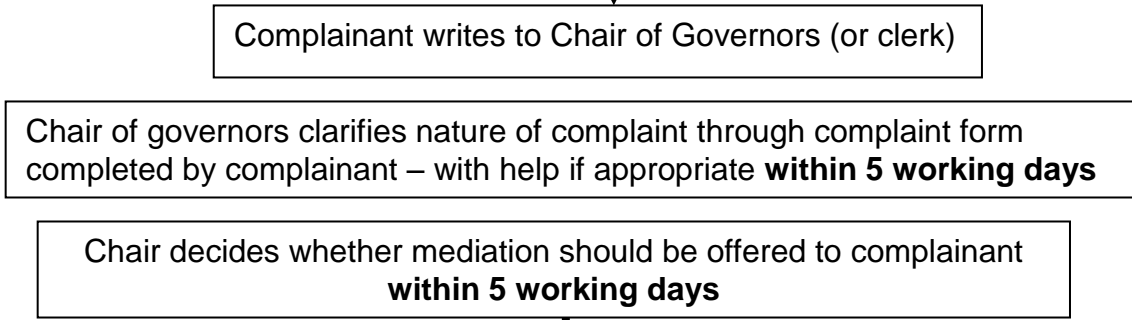 Complainant writes to Chair of Governors (or clerk)
Chair of governors clarifies nature of complaint through complaint form
completed by complainant – with help if appropriate within 5 working days
Chair decides whether mediation should be offered to complainant
within 5 working days